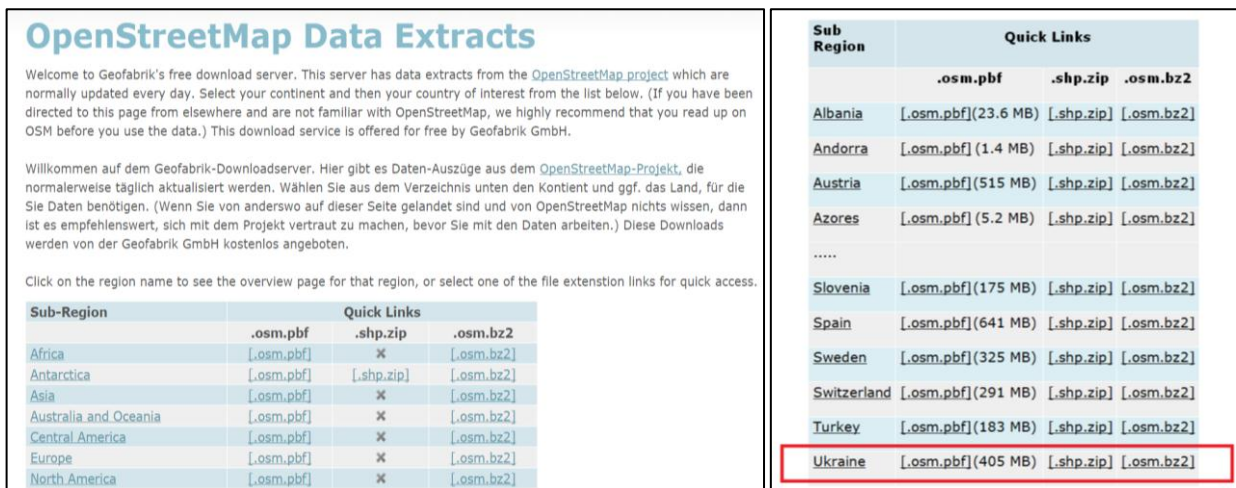 OpenStreetMap Data Extracts
Welcome to Geofabrik's free download server. This server has data extracts from the OpenStreetMap project which are
normally updated every day. Select your continent and then your country of interest from the list below. (If you have been
directed to this page from elsewhere and are not familiar with OpenStreetMap, we highly recommend that you read up on
OSM before you use the data.) This download service is offered for free by Geofabrik GmbH.
Willkommen auf dem Geofabrik-Downloadserver. Hier gibt es Daten-Auszüge aus dem OpenStreetMap-Projekt, die
normalerweise täglich aktualisiert werden. Wählen Sie aus dem Verzeichnis unten den Kontient und ggf. das Land, für die
Sie Daten benötigen. (Wenn Sie von anderswo auf dieser Seite gelandet sind und von OpenStreetMap nichts wissen, dann
ist es empfehlenswert, sich mit dem Projekt vertraut zu machen, bevor Sie mit den Daten arbeiten.) Diese Downloads
werden von der Geofabrik GmbH kostenlos angeboten.
Click on the region name to see the overview page for that region, or select one of the file extenstion links for quick access.
Sub-Region Quick Links
.osm.pbf .shp.zip .osm.bz2
Africa [.osm.pbf] ✖ [.osm.bz2]
Antarctica [.osm.pbf] [.shp.zip] [.osm.bz2]
Asia [.osm.pbf] ✖ [.osm.bz2]
Australia and Oceania [.osm.pbf] ✖ [.osm.bz2]
Central America [.osm.pbf] ✖ [.osm.bz2]
Europe [.osm.pbf] ✖ [.osm.bz2]
North America [.osm.pbf] ✖ [.osm.bz2]
Sub
Region Quick Links
.osm.pbf .shp.zip .osm.bz2
Albania [.osm.pbf](23.6 MB) [.shp.zip] [.osm.bz2]
Andorra [.osm.pbf] (1.4 MB) [.shp.zip] [.osm.bz2]
Austria [.osm.pbf](515 MB) [.shp.zip] [.osm.bz2]
Azores [.osm.pbf] (5.2 MB) [.shp.zip] [.osm.bz2]
.....
Slovenia [.osm.pbf](175 MB) [.shp.zip] [.osm.bz2]
Spain [.osm.pbf](641 MB) [.shp.zip] [.osm.bz2]
Sweden [.osm.pbf](325 MB) [.shp.zip] [.osm.bz2]
Switzerland [.osm.pbf](291 MB) [.shp.zip] [.osm.bz2]
Turkey [.osm.pbf](183 MB) [.shp.zip] [.osm.bz2]
Ukraine [.osm.pbf](405 MB) [.shp.zip] [.osm.bz2]